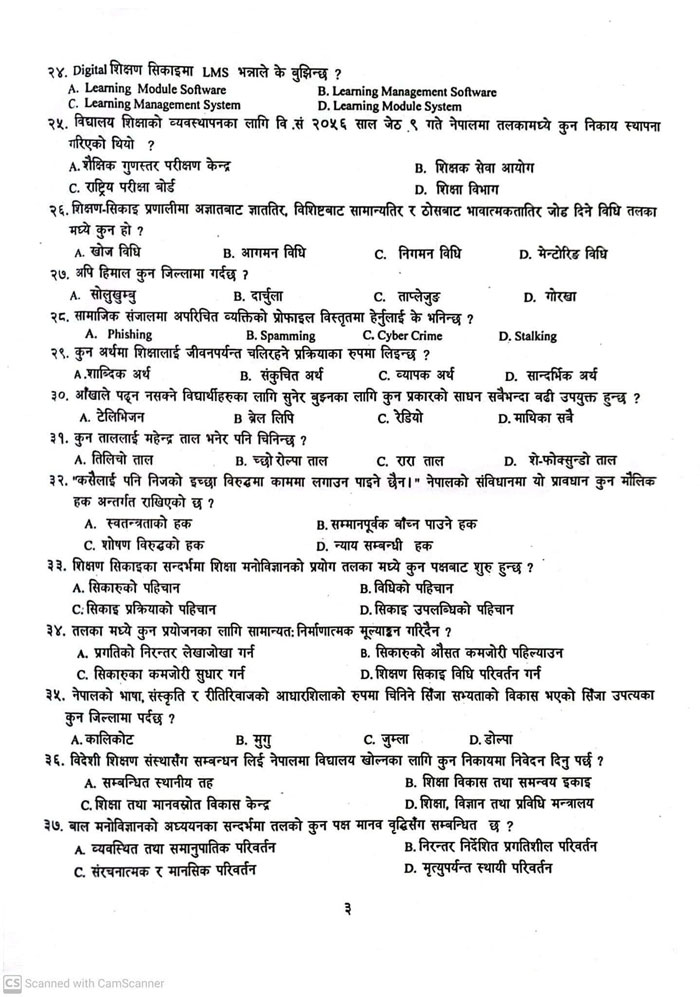 २४. Digital शिक्षण सिकाइमा LMS भन्नाले के बुझिन्छ ?
A. Learning Module Software B. Learning Management Software
C. Learning Management System D. Learning Module System
२५. विद्यालय शिक्षाको व्यवस्थापनका लागि वि.सं २०५६ साल जेठ ९ गते नेपालमा तलकामध्ये कुन निकाय स्थापना
गरिएको थियो ?
A. शैक्षिक गुणस्तर परीक्षण केन्द्र B. शिक्षक सेवा आयोग
C. राष्ट्रिय परीक्षा बोर्ड D. शिक्षा विभाग
२६. शिक्षण-सिकाइ प्रणालीमा अज्ञातबाट ज्ञाततिर, विशिष्टबाट सामान्यतिर र ठोसबाट भावात्मकतातिर जोड दिने विधि तलका
मध्ये कुन हो ?
A. खोज विधि B. आगमन विधि C. निगमन विधि D. मेन्टोरिङ विधि
२७. अपि हिमाल कुन जिल्लामा गर्दछ ?
A. सोलुखुम्बु B. दार्चुला C. ताप्लेजुङ D. गोरखा
२८. सामाजिक संजालमा अपरिचित व्यक्तिको प्रोफाइल विस्तृतमा हेर्नुलाई के भनिन्छ ?
A. Phishing B. Spamming C. Cyber Crime D. Stalking
२९. कुन अर्थमा शिक्षालाई जीवनपर्यन्त चलिरहने प्रक्रियाका रुपमा लिइन्छ ?
A. शाब्दिक अर्थ B. संकुचित अर्थ C. व्यापक अर्थ D. सान्दर्भिक अर्थ
३०. आँखाले पढ्न नसक्ने विद्यार्थीहरुका लागि सुनेर बुझ्नका लागि कुन प्रकारको साधन सबैभन्दा बढी उपयुक्त हुन्छ ?
A. टेलिभिजन B ब्रेल लिपि C. रेडियो D. माथिका सबै
३१. कुन ताललाई महेन्द्र ताल भनेर पनि चिनिन्छ ?
A. तिलिचो ताल B. च्छो रोल्पा ताल C. रारा ताल D. शे-फोक्सुन्डो ताल
३२. "कसैलाई पनि निजको इच्छा विरुद्धमा काममा लगाउन पाइने छैन।" नेपालको संविधानमा यो प्रावधान कुन मौलिक
हक अन्तर्गत राखिएको छ ?
A. स्वतन्त्रताको हक B. सम्मानपूर्वक बाँच्न पाउने हक
C. शोषण विरुद्धको हक D. न्याय सम्बन्धी हक
३३. शिक्षण सिकाइका सन्दर्भमा शिक्षा मनोविज्ञानको प्रयोग तलका मध्ये कुन पक्षबाट शुरु हुन्छ ?
A. सिकारुको पहिचान B. विधिको पहिचान
C. सिकाइ प्रक्रियाको पहिचान D. सिकाइ उपलब्धिको पहिचान
३४. तलका मध्ये कुन प्रयोजनका लागि सामान्यत: निर्माणात्मक मूल्याङ्कन गरिदैन ?
A. प्रगतिको निरन्तर लेखाजोखा गर्न B. सिकारुको औसत कमजोरी पहिल्याउन
C. सिकारुका कमजोरी सुधार गर्न D. शिक्षण सिकाइ विधि परिवर्तन गर्न
३५. नेपालको भाषा, संस्कृति र रीतिरिवाजको आधारशिलाको रुपमा चिनिने सिंजा सभ्यताको विकास भएको सिंजा उपत्यका
कुन जिल्लामा पर्दछ ?
A. कालिकोट B. मुगु C. जुम्ला D. डोल्पा
३६. विदेशी शिक्षण संस्थासँग सम्बन्धन लिई नेपालमा विद्यालय खोल्नका लागि कुन निकायमा निवेदन दिनु पर्छ ?
A. सम्बन्धित स्थानीय तह B. शिक्षा विकास तथा समन्वय इकाइ
C. शिक्षा तथा मानवस्रोत विकास केन्द्र D. शिक्षा, विज्ञान तथा प्रविधि मन्त्रालय
३७. बाल मनोविज्ञानको अध्ययनका सन्दर्भमा तलको कुन पक्ष मानव वृद्धिसँग सम्बन्धित छ ?
A. व्यवस्थित तथा समानुपातिक परिवर्तन B. निरन्तर निर्देशित प्रगतिशील परिवर्तन
C. संरचनात्मक र मानसिक परिवर्तन D. मृत्युपर्यन्त स्थायी परिवर्तन
३
CS Scanned with CamScanner